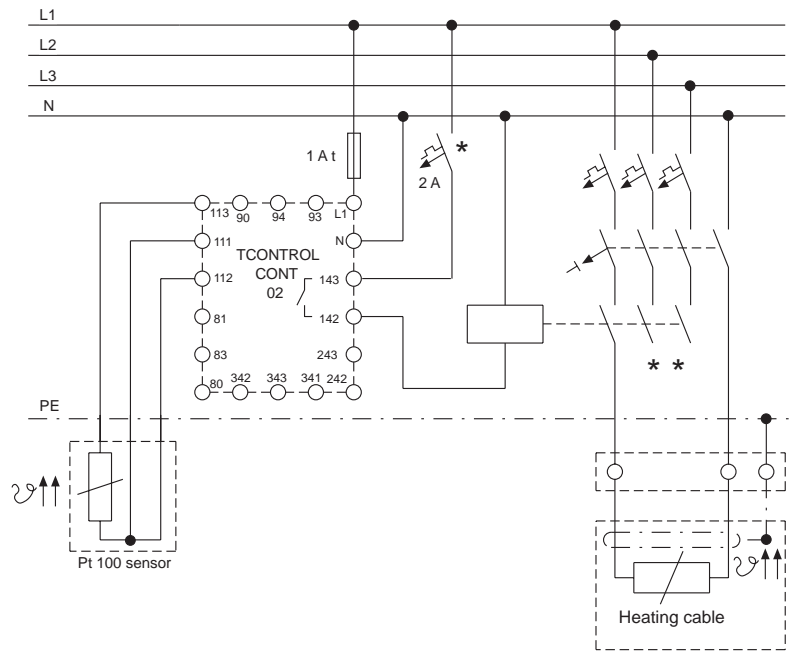 L1
L2
L3
N
1 A t
*
2 A
113 90 94 93 L1
111 N
TCONTROL
CONT
02
112 143
81 142
83 243
80 342 343 341 242
* *
PE
Pt 100 sensor
Heating cable